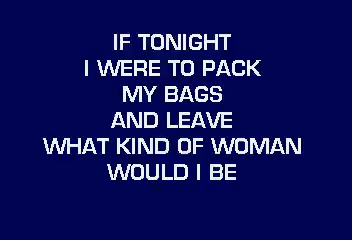 IF TONIGHT
I WERE TO PACK
MY BAGS
AND LEAVE
WHAT KIND OF WOMAN
WOULD I BE